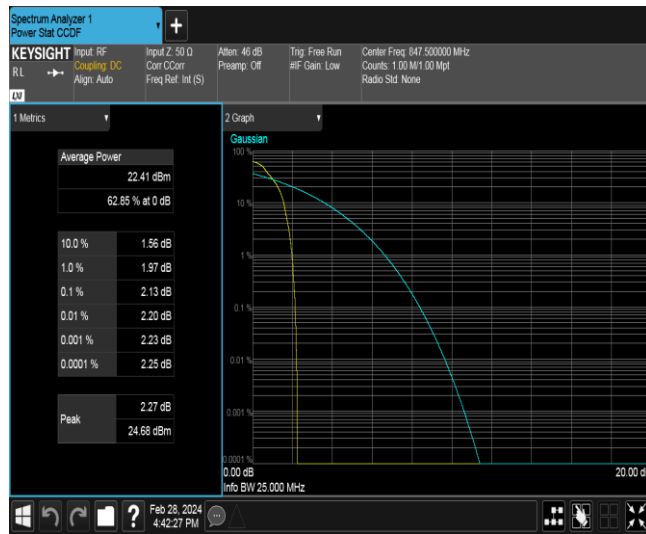 Spectrum Analyzer 1
Power Stat CCDF
+
KEYSIGHT
RL
LXI
Input: RF
Coupling: DC
Align: Auto
Input Z: 50 Ω
Corr CCorr
Freq Ref: Int (S)
Atten: 46 dB
Preamp: Off
Trig: Free Run
#IF Gain: Low
Center Freq: 847.500000 MHz
Counts: 1.00 M/1.00 Mpt
Radio Std: None
1 Metrics
Average Power
22.41 dBm
62.85 % at 0 dB
10.0 % 1.56 dB
1.0 % 1.97 dB
0.1 % 2.13 dB
0.01 % 2.20 dB
0.001 % 2.23 dB
0.0001 % 2.25 dB
Peak
2.27 dB
24.68 dBm
2 Graph
Gaussian
100 %
10 %
1 %
0.1 %
0.01 %
0.001 %
0.0001 %
0.00 dB
20.00 d
Info BW 25.000 MHz
?
Feb 28, 2024
4:42:27 PM